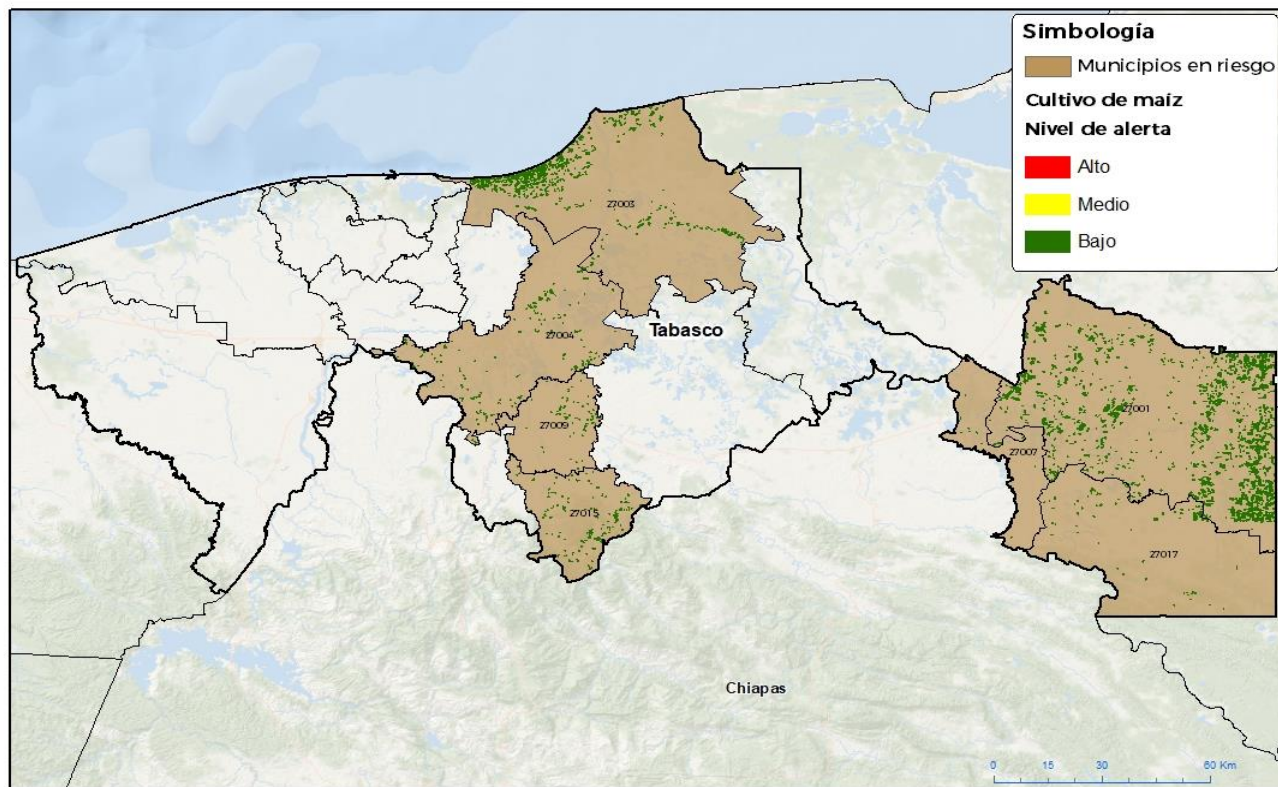 Simbología
Municipios en riesgo
Cultivo de maíz
Nivel de alerta
Alto
Medio
Bajo
27003
Tabasco
27004
27009
27001
27007
27015
27017
Chiapas
0 15 30 60 Km